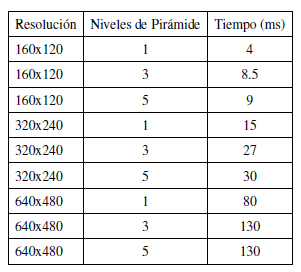 Resolución Niveles de Pirámide Tiempo (ms)
160x120 1 4
160x120 3 8.5
160x120 5 9
320x240 1 15
320x240 3 27
320x240 5 30
640x480 1 80
640x480 3 130
640x480 5 130